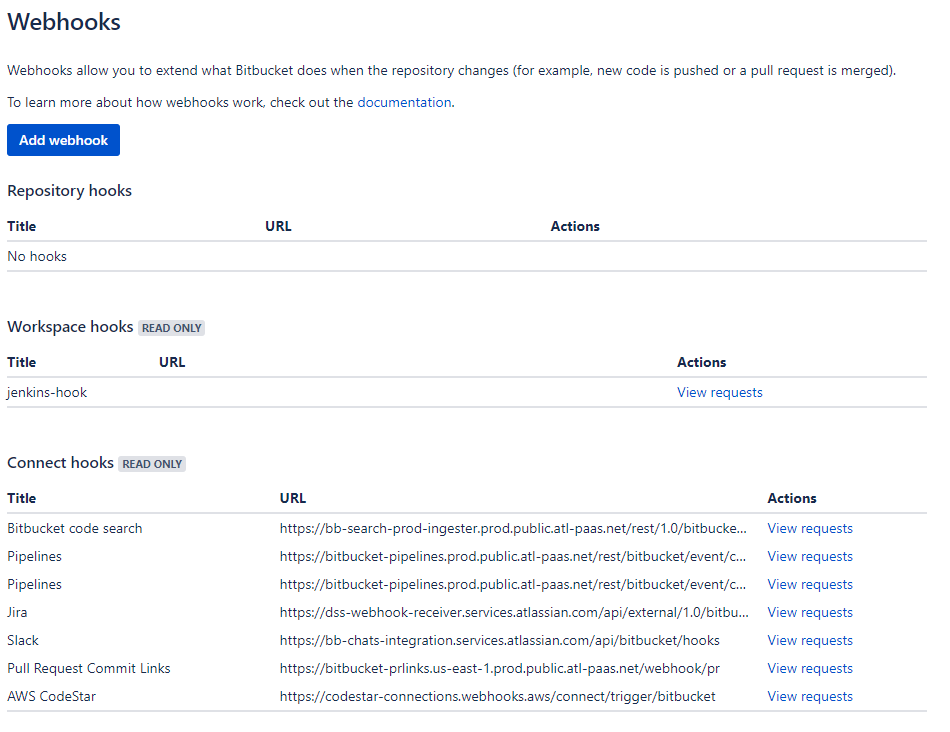 Webhooks
Webhooks allow you to extend what Bitbucket does when the repository changes (for example, new code is pushed or a pull request is merged).
To learn more about how webhooks work, check out the documentation.
Add webhook
Repository hooks
Title URL Actions
No hooks
Workspace hooks READ ONLY
Title URL Actions
jenkins-hook View requests
Connect hooks READ ONLY
Title URL Actions
Bitbucket code search https://bb-search-prod-ingester.prod.public.atl-paas.net/rest/1.0/bitbucke... View requests
Pipelines https://bitbucket-pipelines.prod.public.atl-paas.net/rest/bitbucket/event/c... View requests
Pipelines https://bitbucket-pipelines.prod.public.atl-paas.net/rest/bitbucket/event/c... View requests
Jira https://dss-webhook-receiver.services.atlassian.com/api/external/1.0/bitbu... View requests
Slack https://bb-chats-integration.services.atlassian.com/api/bitbucket/hooks View requests
Pull Request Commit Links https://bitbucket-prlinks.us-east-1.prod.public.atl-paas.net/webhook/pr View requests
AWS CodeStar https://codestar-connections.webhooks.aws/connect/trigger/bitbucket View requests